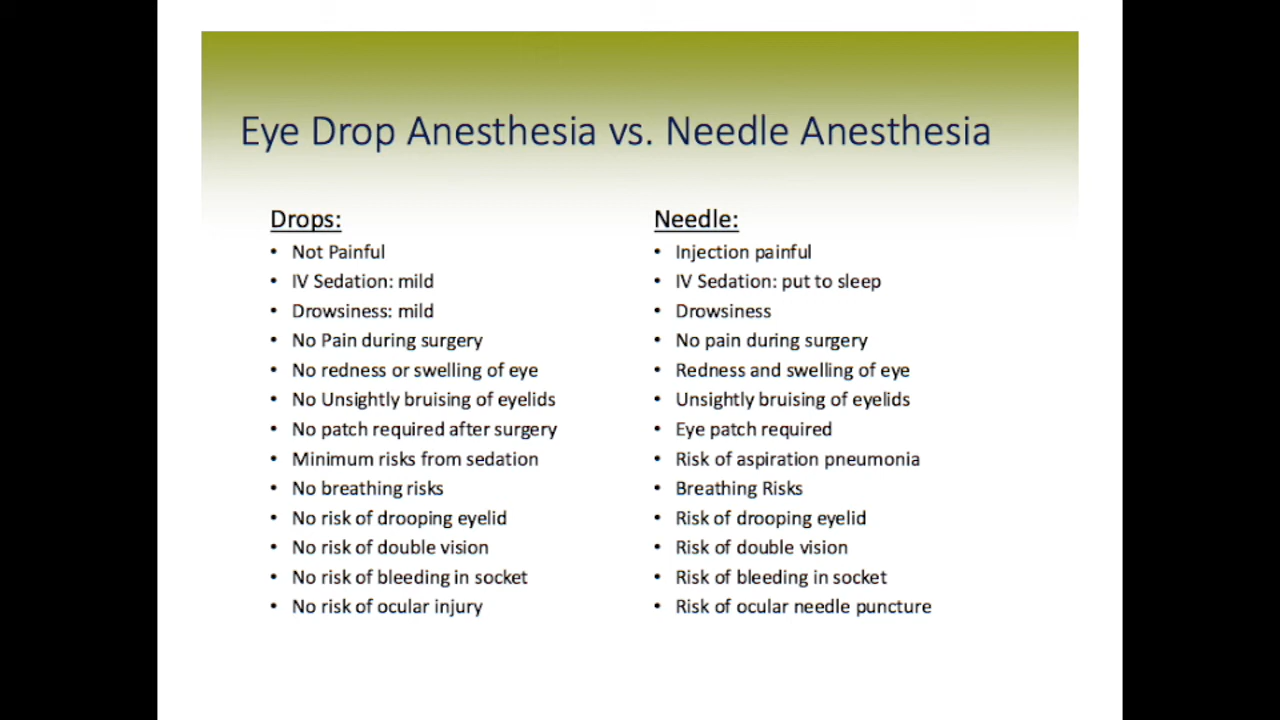 Eye Drop Anesthesia vs. Needle Anesthesia
Drops:
• Not Painful
• IV Sedation: mild
• Drowsiness: mild
• No Pain during surgery
• No redness or swelling of eye
• No Unsightly bruising of eyelids
• No patch required after surgery
• Minimum risks from sedation
• No breathing risks
• No risk of drooping eyelid
• No risk of double vision
• No risk of bleeding in socket
• No risk of ocular injury
Needle:
• Injection painful
• IV Sedation: put to sleep
• Drowsiness
• No pain during surgery
• Redness and swelling of eye
• Unsightly bruising of eyelids
• Eye patch required
• Risk of aspiration pneumonia
• Breathing Risks
• Risk of drooping eyelid
• Risk of double vision
• Risk of bleeding in socket
• Risk of ocular needle puncture